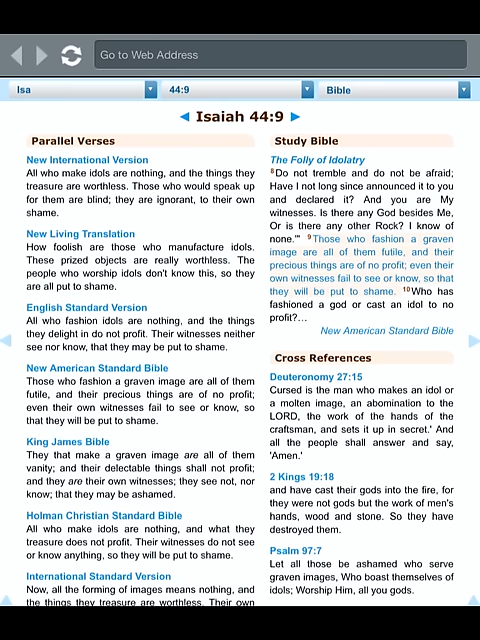 Go to Web Address
Isa
44:9
Bible
Isaiah 44:9
Parallel Verses
New International Version
All who make idols are nothing, and the things they
treasure are worthless. Those who would speak up
for them are blind; they are ignorant, to their own
shame.
New Living Translation
How foolish are those who manufacture idols.
These prized objects are really worthless. The
people who worship idols don't know this, so they
are all put to shame.
English Standard Version
All who fashion idols are nothing, and the things
they delight in do not profit. Their witnesses neither
see nor know, that they may be put to shame.
New American Standard Bible
Those who fashion a graven image are all of them
futile, and their precious things are of no profit;
even their own witnesses fail to see or know, so
that they will be put to shame.
King James Bible
They that make a graven image are all of them
vanity; and their delectable things shall not profit;
and they are their own witnesses; they see not, nor
know; that they may be ashamed.
Holman Christian Standard Bible
All who make idols are nothing, and what they
treasure does not profit. Their witnesses do not see
or know anything, so they will be put to shame.
International Standard Version
Now, all the forming of images means nothing, and
the things they treasure are worthless. Their own
Study Bible
The Folly of Idolatry
8Do not tremble and do not be afraid;
Have I not long since announced it to you
and declared it? And you are My
witnesses. Is there any God besides Me,
Or is there any other Rock? I know of
none.'" 9Those who fashion a graven
image are all of them futile, and their
precious things are of no profit; even their
own witnesses fail to see or know, so that
they will be put to shame. 10Who has
fashioned a god or cast an idol to no
profit?…
New American Standard Bible
Cross References
Deuteronomy 27:15
Cursed is the man who makes an idol or
a molten image, an abomination to the
LORD, the work of the hands of the
craftsman, and sets it up in secret.' And
all the people shall answer and say,
'Amen.'
2 Kings 19:18
and have cast their gods into the fire, for
they were not gods but the work of men's
hands, wood and stone. So they have
destroyed them.
Psalm 97:7
Let all those be ashamed who serve
graven images, Who boast themselves of
idols; Worship Him, all you gods.